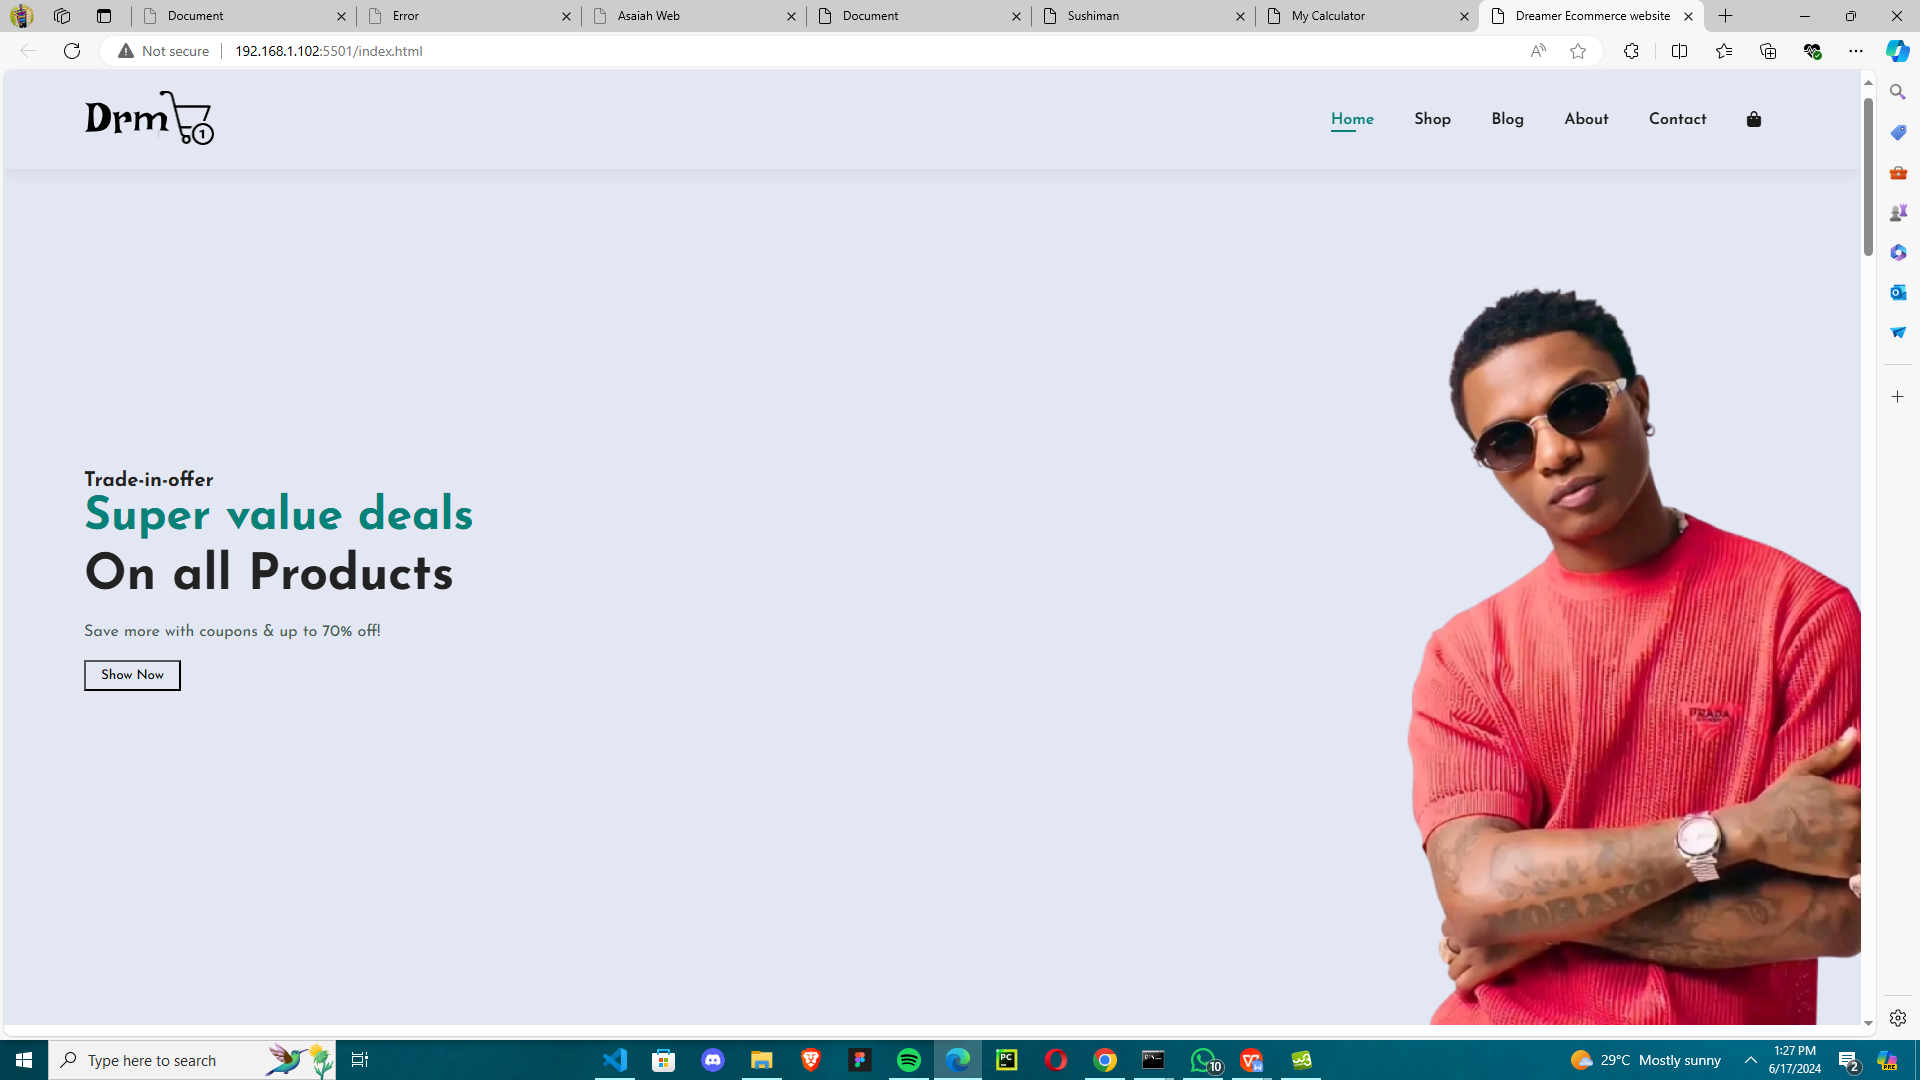 Document
Error
Asaiah Web
Document
Sushiman
My Calculator
Dreamer Ecommerce website
Not secure
192.168.1.102:5501/index.html
Drm 1
Home
Shop
Blog
About
Contact
Trade-in-offer
Super value deals
On all Products
Save more with coupons & up to 70% off!
Show Now
PRADA
MORAYO
Type here to search
10
29°C Mostly sunny
1:27 PM
6/17/2024
2
PRE